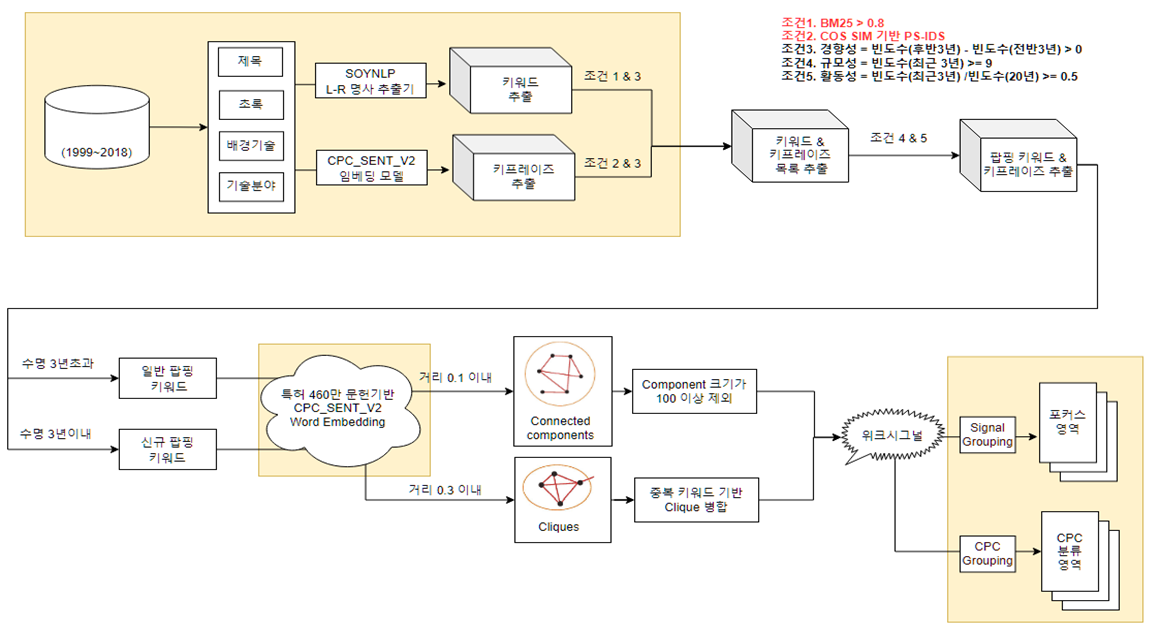 조건1. BM25 > 0.8
조건2. COS SIM 기반 PS-IDS
조건3. 경향성 = 빈도수(후반3년) - 빈도수(전반3년) > 0
조건4. 규모성 = 빈도수(최근 3년) >= 9
조건5. 활동성 = 빈도수(최근3년) /빈도수(20년) >= 0.5
(1999~2018)
제목
초록
배경기술
기술분야
SOYNLP
L-R 명사 추출기
CPC_SENT_V2
임베딩 모델
키워드
추출
키프레이즈
추출
조건 1 & 3
조건 2 & 3
키워드 &
키프레이즈
목록 추출
조건 4 & 5
팝핑 키워드 &
키프레이즈 추출
수명 3년초과
일반 팝핑
키워드
수명 3년이내
신규 팝핑
키워드
특허 460만 문헌기반
CPC_SENT_V2
Word Embedding
거리 0.1 이내
거리 0.3 이내
Connected
components
Cliques
Component 크기가
100 이상 제외
중복 키워드 기반
Clique 병합
위크시그널
Signal
Grouping
포커스
영역
CPC
Grouping
CPC
분류
영역